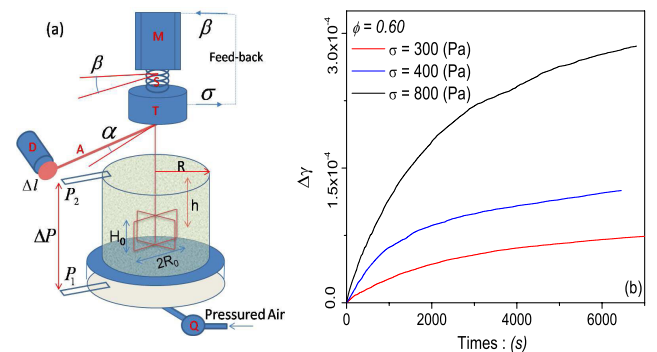 (a)
M
β
Feed-back
β
S
σ
T
D
A
α
Δl
R
P₂
h
ΔP
H₀
2R₀
P₁
Pressured Air
Q
ϕ = 0.60
σ = 300 (Pa)
σ = 400 (Pa)
σ = 800 (Pa)
3.0x10⁻⁴
1.5x10⁻⁴
0.0
Δγ
0
2000
4000
6000
(b)
Times : (s)